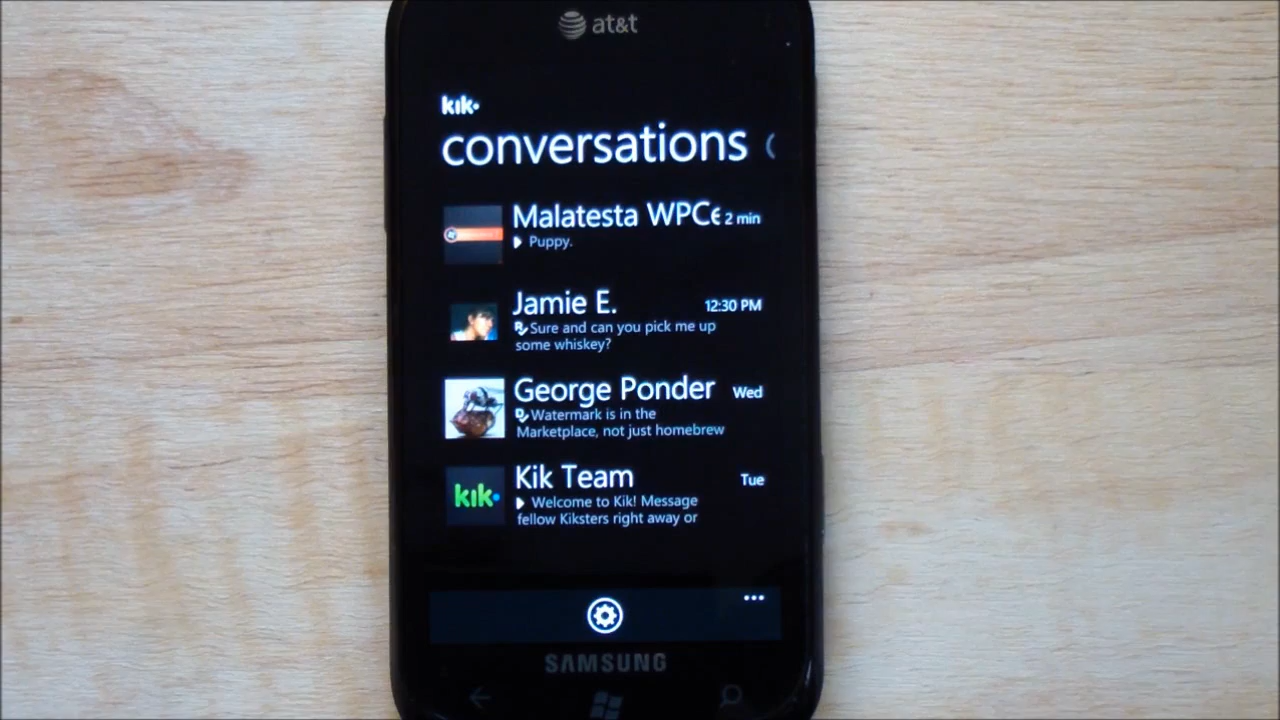 at&t
kik
conversations
Malatesta WPCe 2 min
Puppy.
Jamie E. 12:30 PM
Sure and can you pick me up
some whiskey?
George Ponder Wed
Watermark is in the
Marketplace, not just homebrew
kik
Kik Team Tue
Welcome to Kik! Message
fellow Kiksters right away or
SAMSUNG